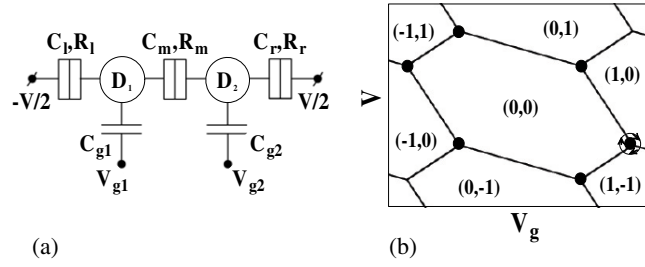 C_l,R_l C_m,R_m C_r,R_r
D_1 D_2
-V/2 V/2
C_g1 C_g2
V_g1 V_g2
(a)
V
(-1,1) (0,1)
(1,0)
(0,0)
(-1,0)
(0,-1) (1,-1)
V_g
(b)